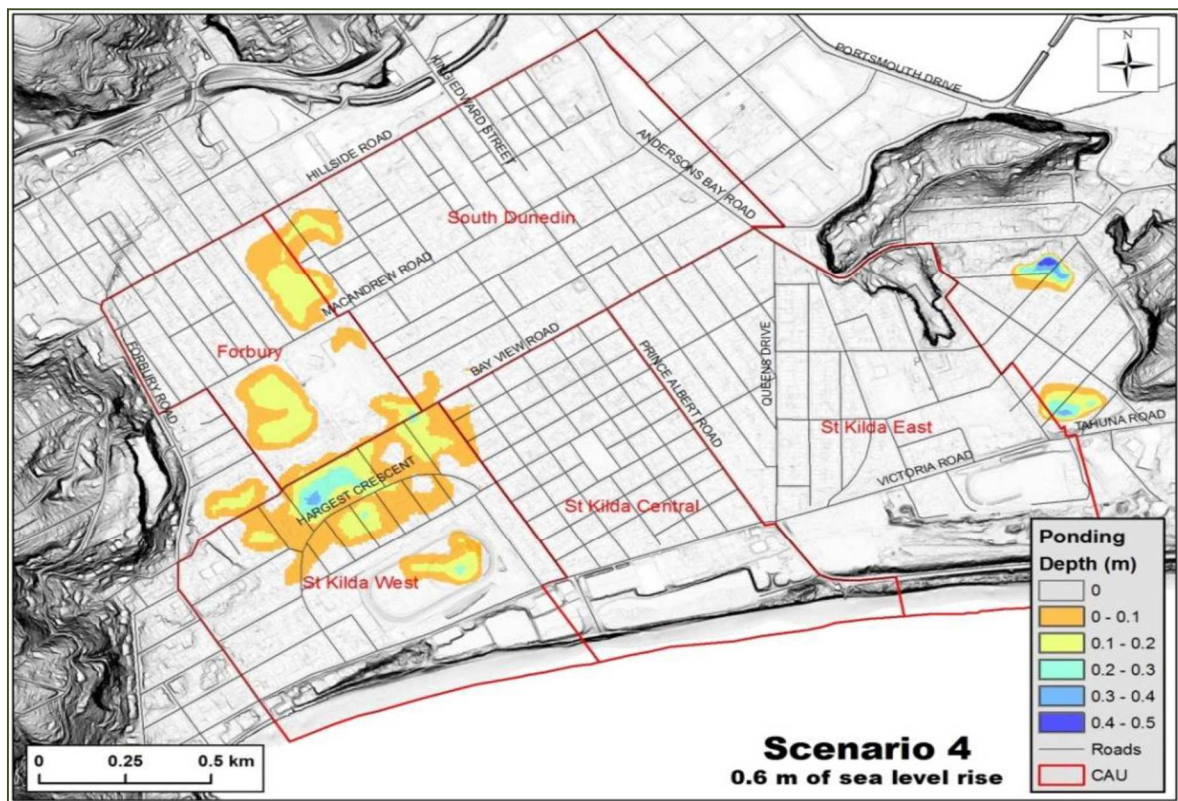 N
PORTSMOUTH DRIVE
KING EDWARD STREET
HILLSIDE ROAD
ANDERSONS BAY ROAD
South Dunedin
MACANDREW ROAD
FORBURY ROAD
Forbury
BAY VIEW ROAD
PRINCE ALBERT ROAD
QUEENS DRIVE
St Kilda East
TAHUNA ROAD
VICTORIA ROAD
HARGEST CRESCENT
St Kilda Central
St Kilda West
Ponding
Depth (m)
0
0 - 0.1
0.1 - 0.2
0.2 - 0.3
0.3 - 0.4
0.4 - 0.5
Roads
CAU
Scenario 4
0.6 m of sea level rise
0 0.25 0.5 km